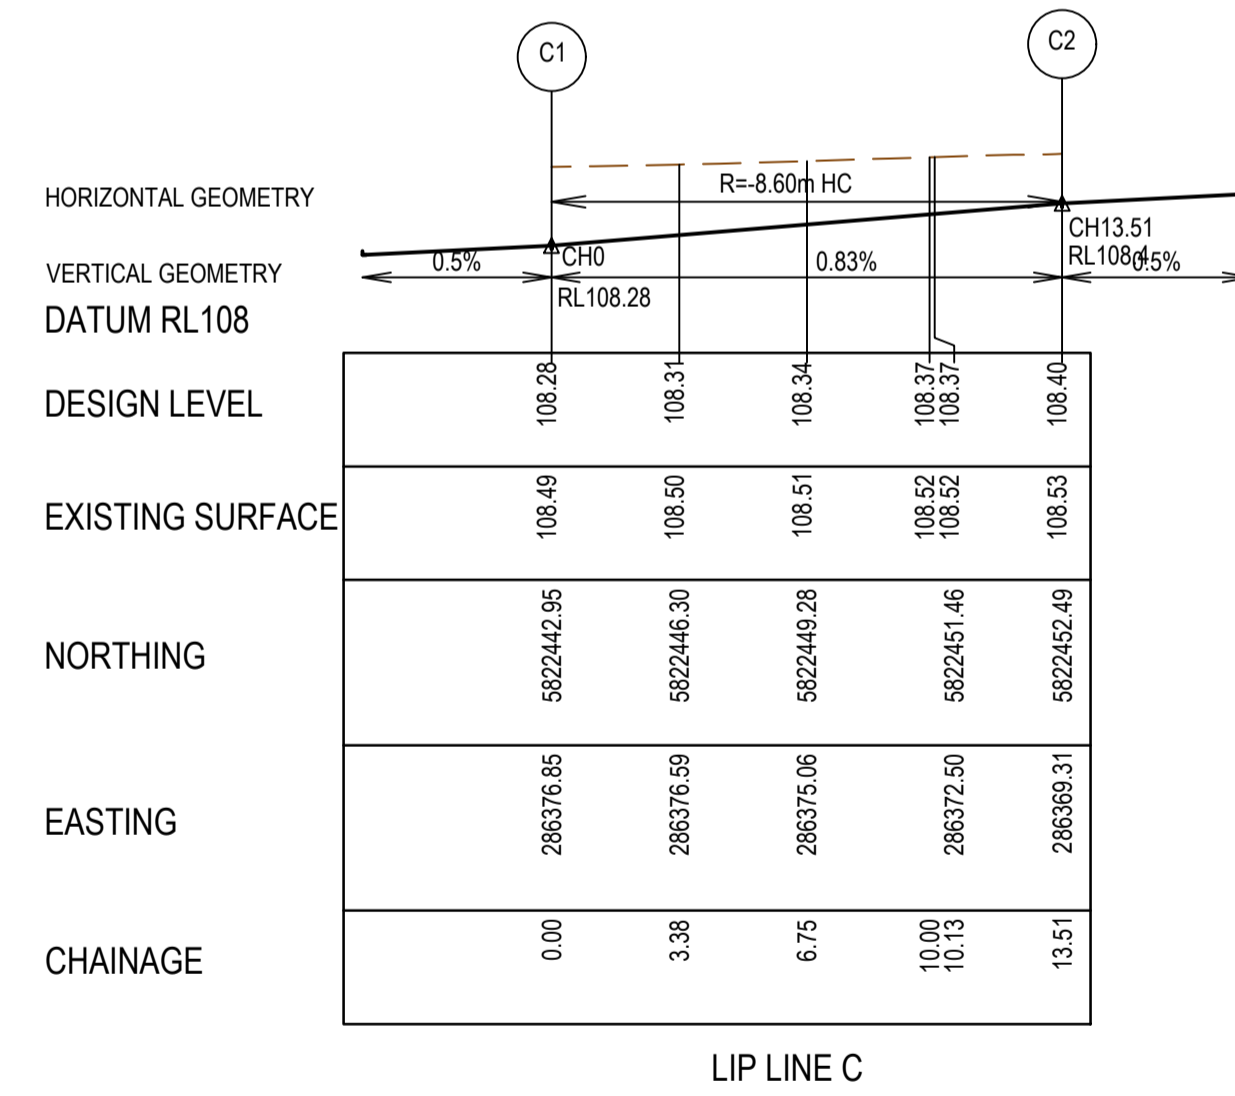 C1
C2
HORIZONTAL GEOMETRY
R=-8.60m HC
CH13.51
RL108.4
VERTICAL GEOMETRY
0.5%
CH0
RL108.28
0.83%
0.5%
DATUM RL108
DESIGN LEVEL 108.28 108.31 108.34 108.37 108.37 108.40
EXISTING SURFACE 108.49 108.50 108.51 108.52 108.52 108.53
NORTHING 5822442.95 5822446.30 5822449.28 5822451.46 5822452.49
EASTING 286376.85 286376.59 286375.06 286372.50 286369.31
CHAINAGE 0.00 3.38 6.75 10.00 10.13 13.51
LIP LINE C